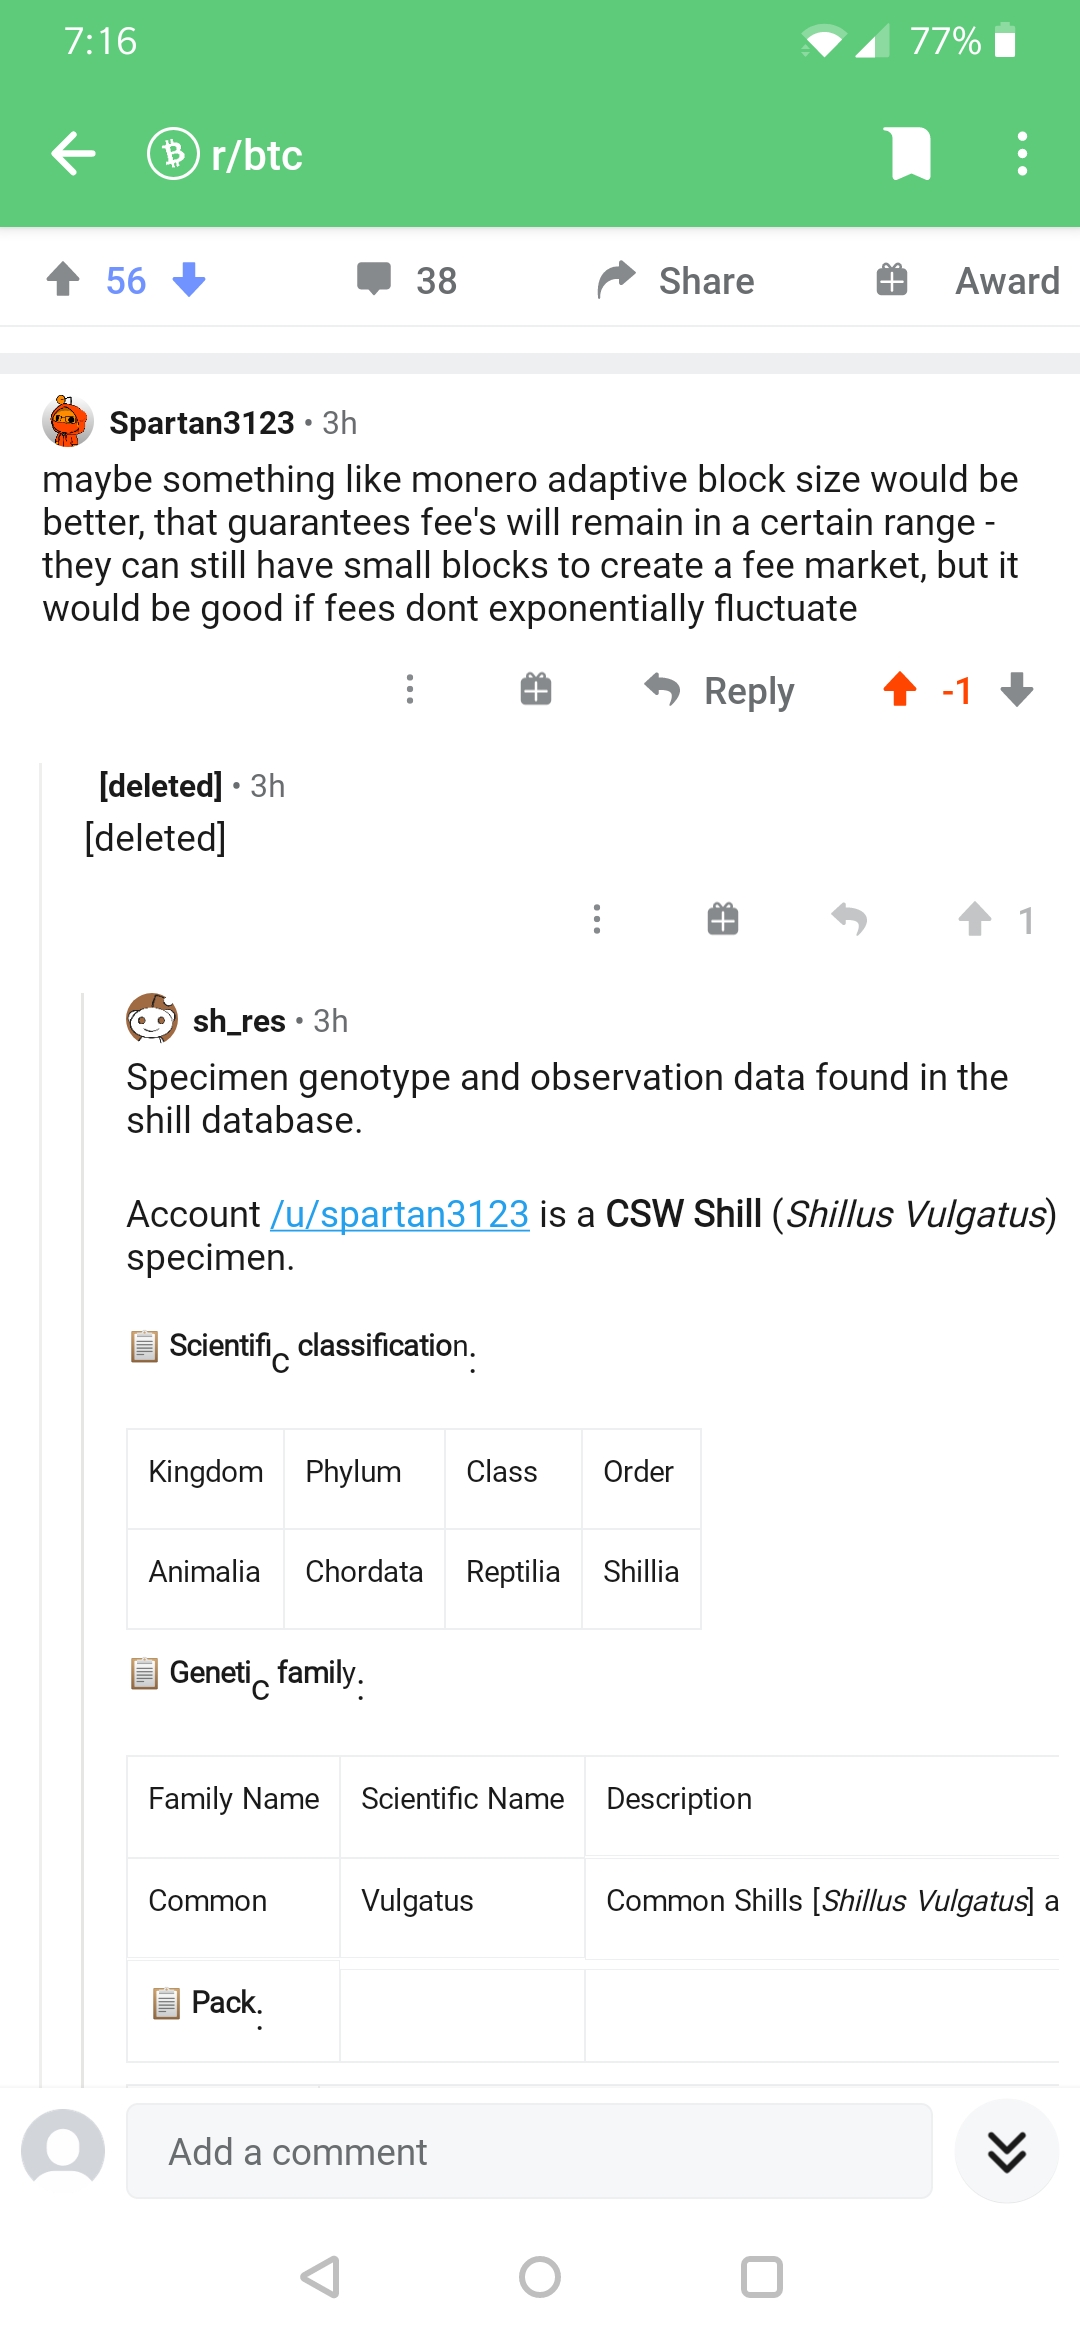 7:16
77%
r/btc
56
38
Share
Award
Spartan3123 • 3h
maybe something like monero adaptive block size would be
better, that guarantees fee's will remain in a certain range -
they can still have small blocks to create a fee market, but it
would be good if fees dont exponentially fluctuate
Reply
-1
[deleted] • 3h
[deleted]
1
sh_res • 3h
Specimen genotype and observation data found in the
shill database.
Account /u/spartan3123 is a CSW Shill (Shillus Vulgatus)
specimen.
📋 Scientific classification:
Kingdom Phylum Class Order
Animalia Chordata Reptilia Shillia
📋 Genetic family:
Family Name Scientific Name Description
Common Vulgatus Common Shills [Shillus Vulgatus] a
📋 Pack:
Add a comment